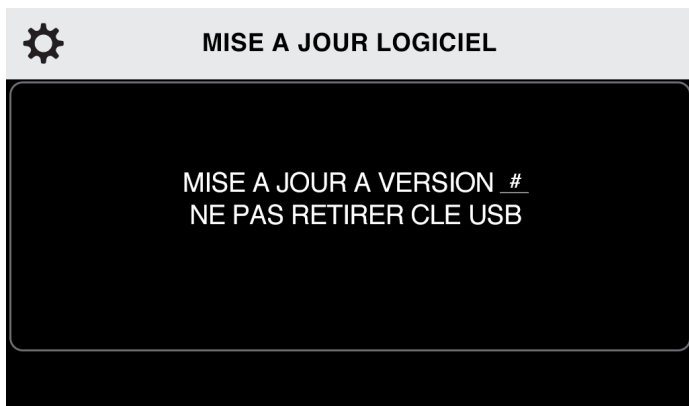 MISE A JOUR LOGICIEL
MISE A JOUR A VERSION _#_
NE PAS RETIRER CLE USB